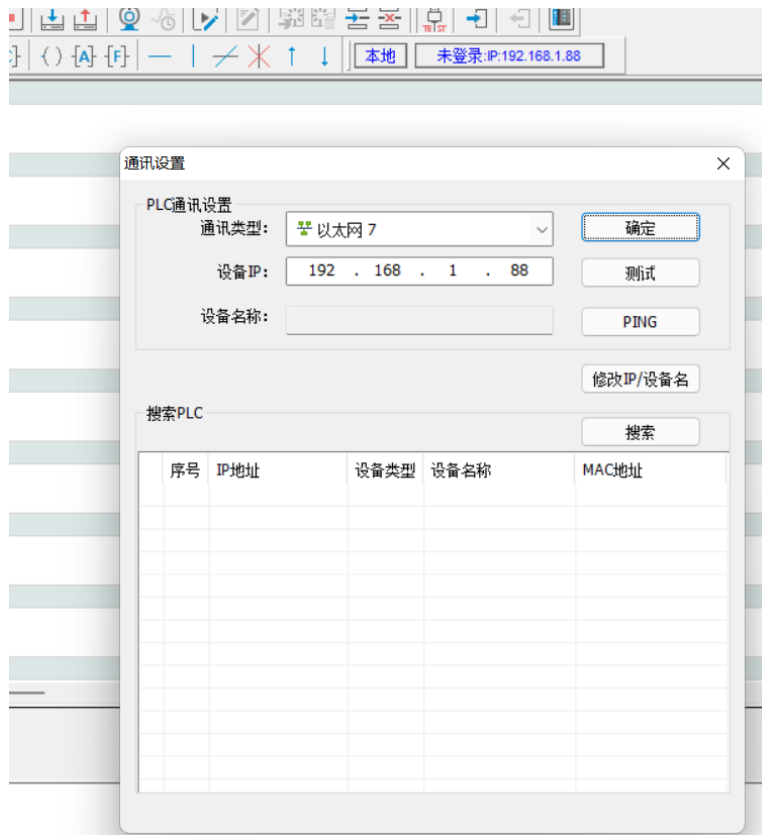 TEST
{ } {A} {F}
本地 未登录:IP:192.168.1.88
通讯设置
PLC通讯设置
通讯类型： 以太网 7 确定
设备IP： 192 . 168 . 1 . 88 测试
设备名称： PING
修改IP/设备名
搜索PLC
搜索
序号 IP地址 设备类型 设备名称 MAC地址